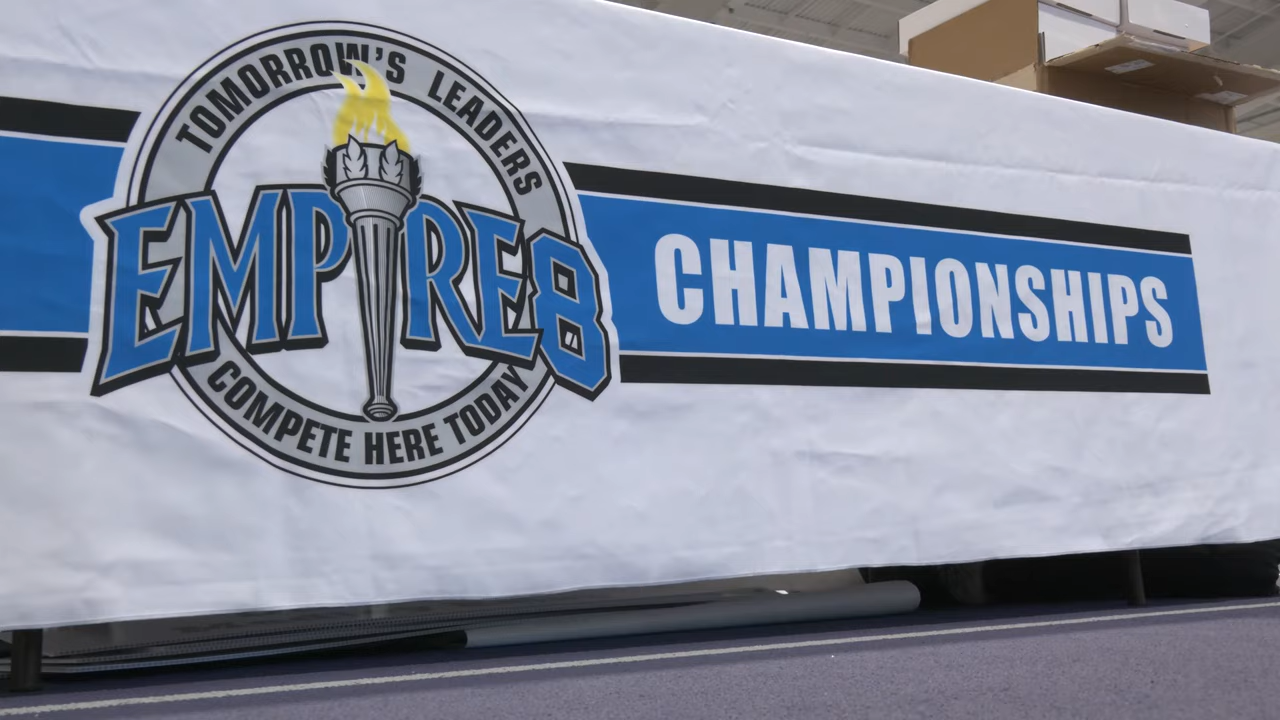 TOMORROW'S LEADERS
EMPIRE8
COMPETE HERE TODAY
CHAMPIONSHIPS